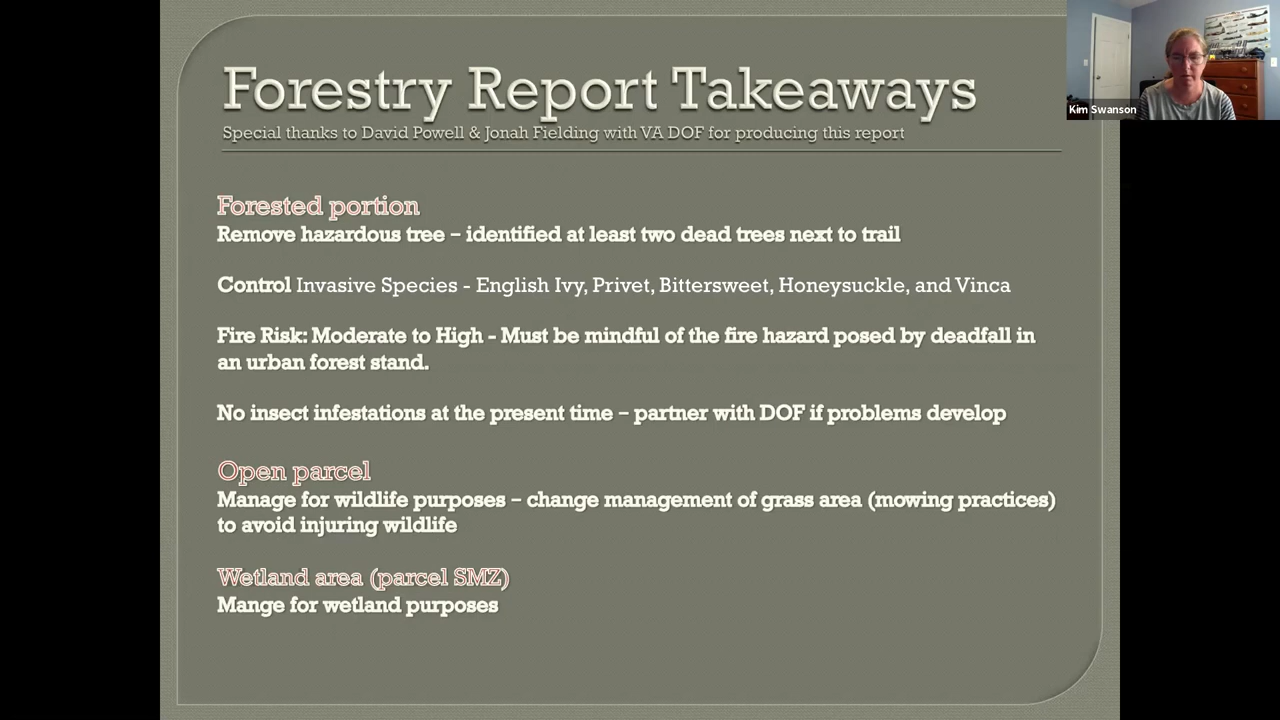 Forestry Report Takeaways
Special thanks to David Powell & Jonah Fielding with VA DOF for producing this report
Kim Swanson
Forested portion
Remove hazardous tree – identified at least two dead trees next to trail
Control Invasive Species - English Ivy, Privet, Bittersweet, Honeysuckle, and Vinca
Fire Risk: Moderate to High - Must be mindful of the fire hazard posed by deadfall in
an urban forest stand.
No insect infestations at the present time – partner with DOF if problems develop
Open parcel
Manage for wildlife purposes – change management of grass area (mowing practices)
to avoid injuring wildlife
Wetland area (parcel SMZ)
Mange for wetland purposes